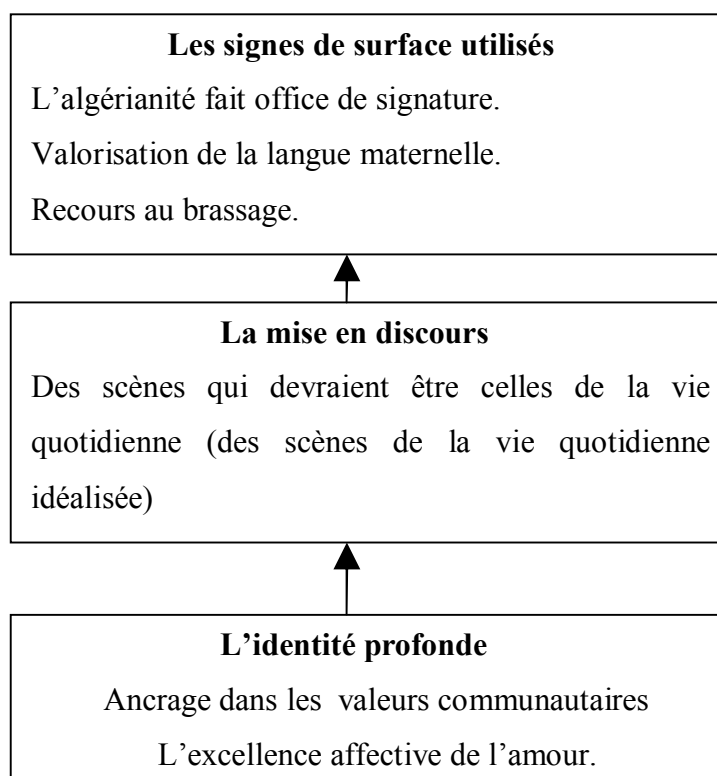 Les signes de surface utilisés
L’algérianité fait office de signature.
Valorisation de la langue maternelle.
Recours au brassage.
La mise en discours
Des scènes qui devraient être celles de la vie
quotidienne (des scènes de la vie quotidienne
idéalisée)
L’identité profonde
Ancrage dans les valeurs communautaires
L’excellence affective de l’amour.